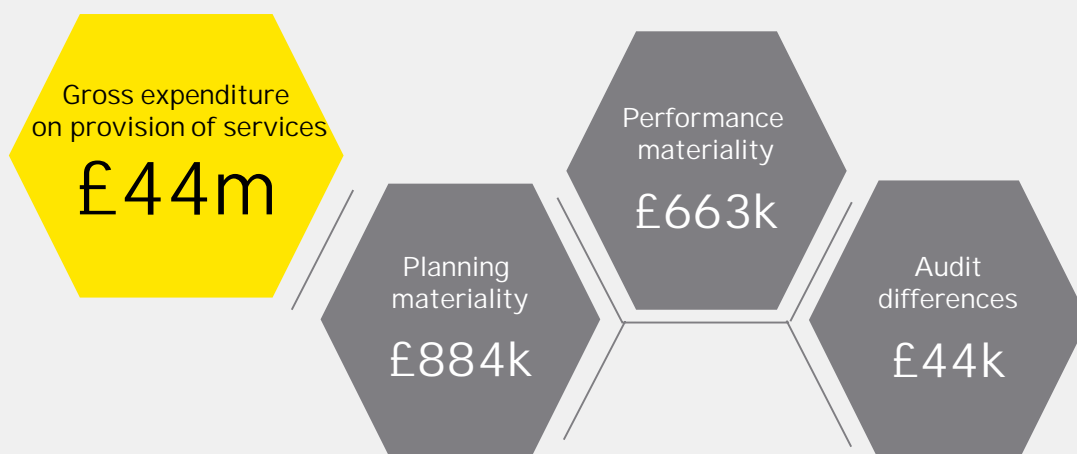 Gross expenditure
on provision of services
£44m
Planning
materiality
£884k
Performance
materiality
£663k
Audit
differences
£44k